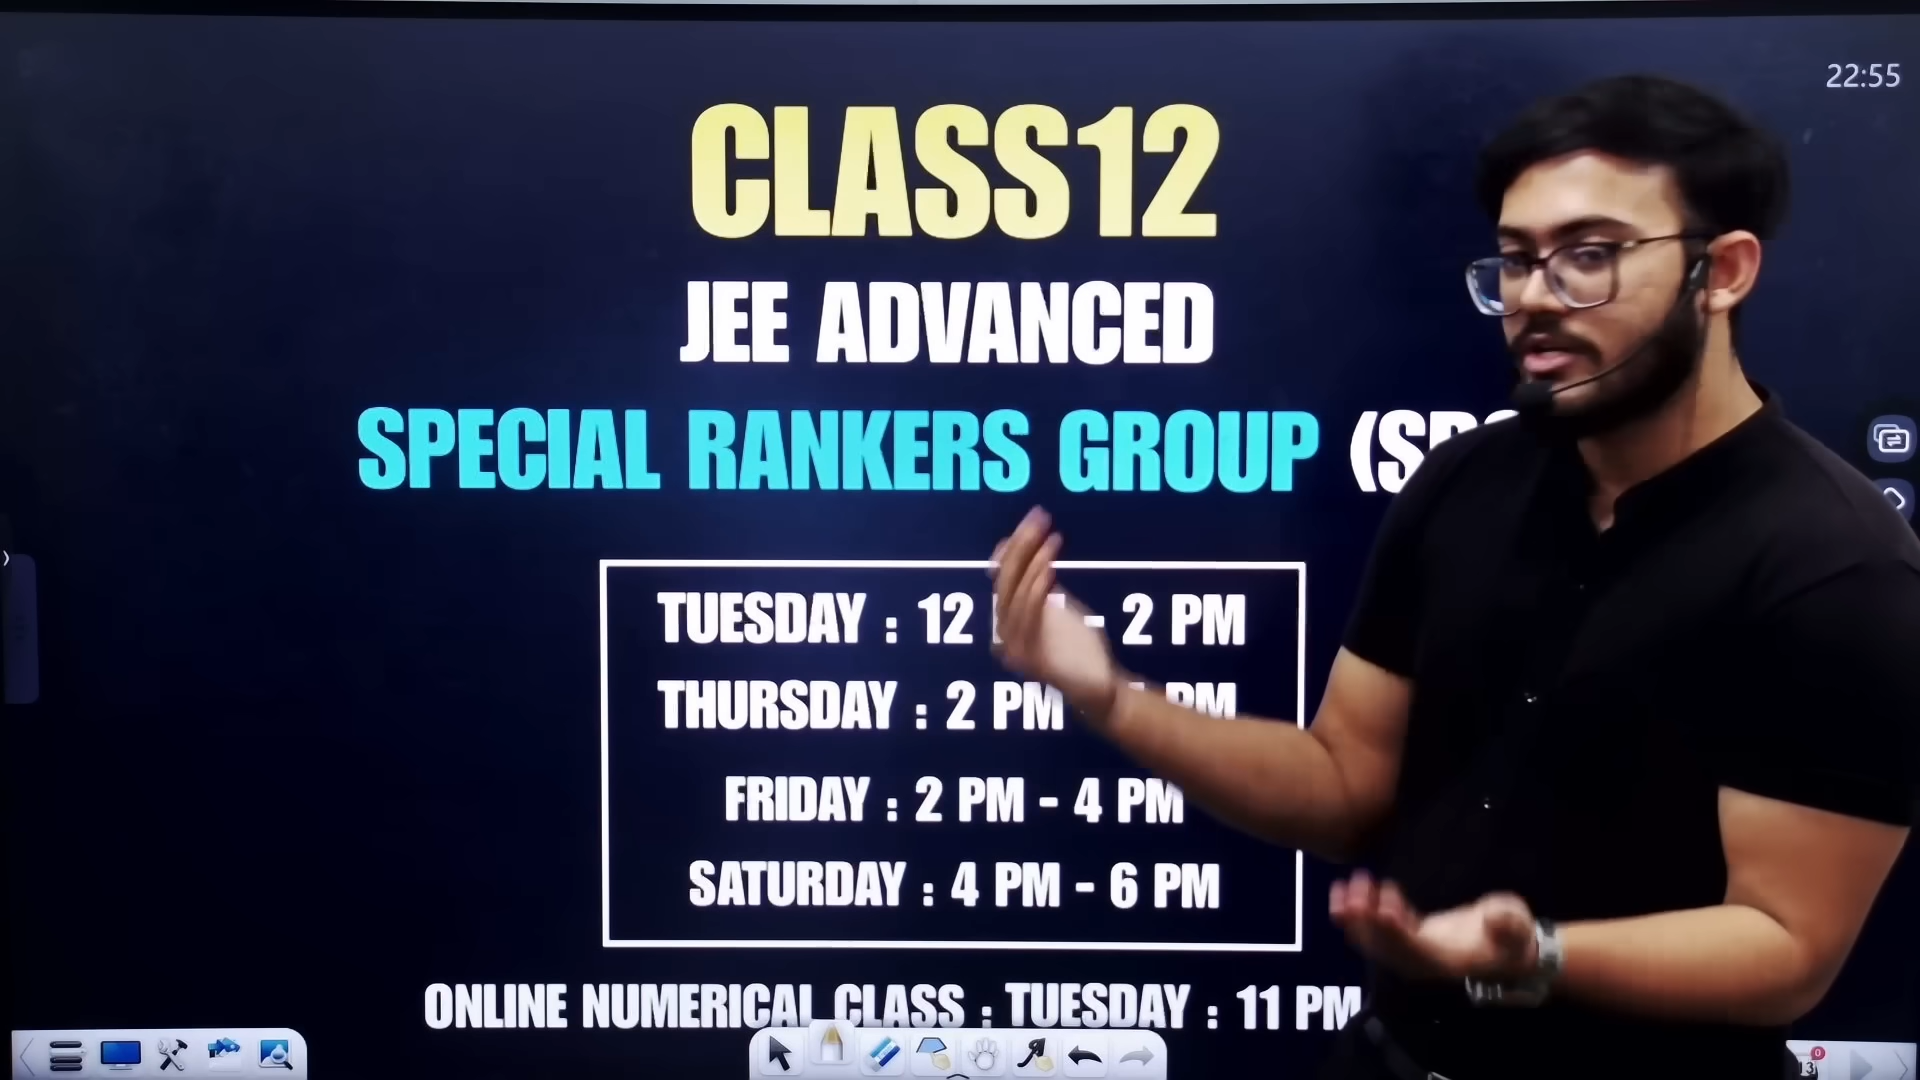 22:55
CLASS12
JEE ADVANCED
SPECIAL RANKERS GROUP
TUESDAY : 12 - 2 PM
THURSDAY : 2 PM PM
FRIDAY : 2 PM - 4 PM
SATURDAY : 4 PM - 6 PM
ONLINE NUMERICAL CLASS : TUESDAY : 11 PM